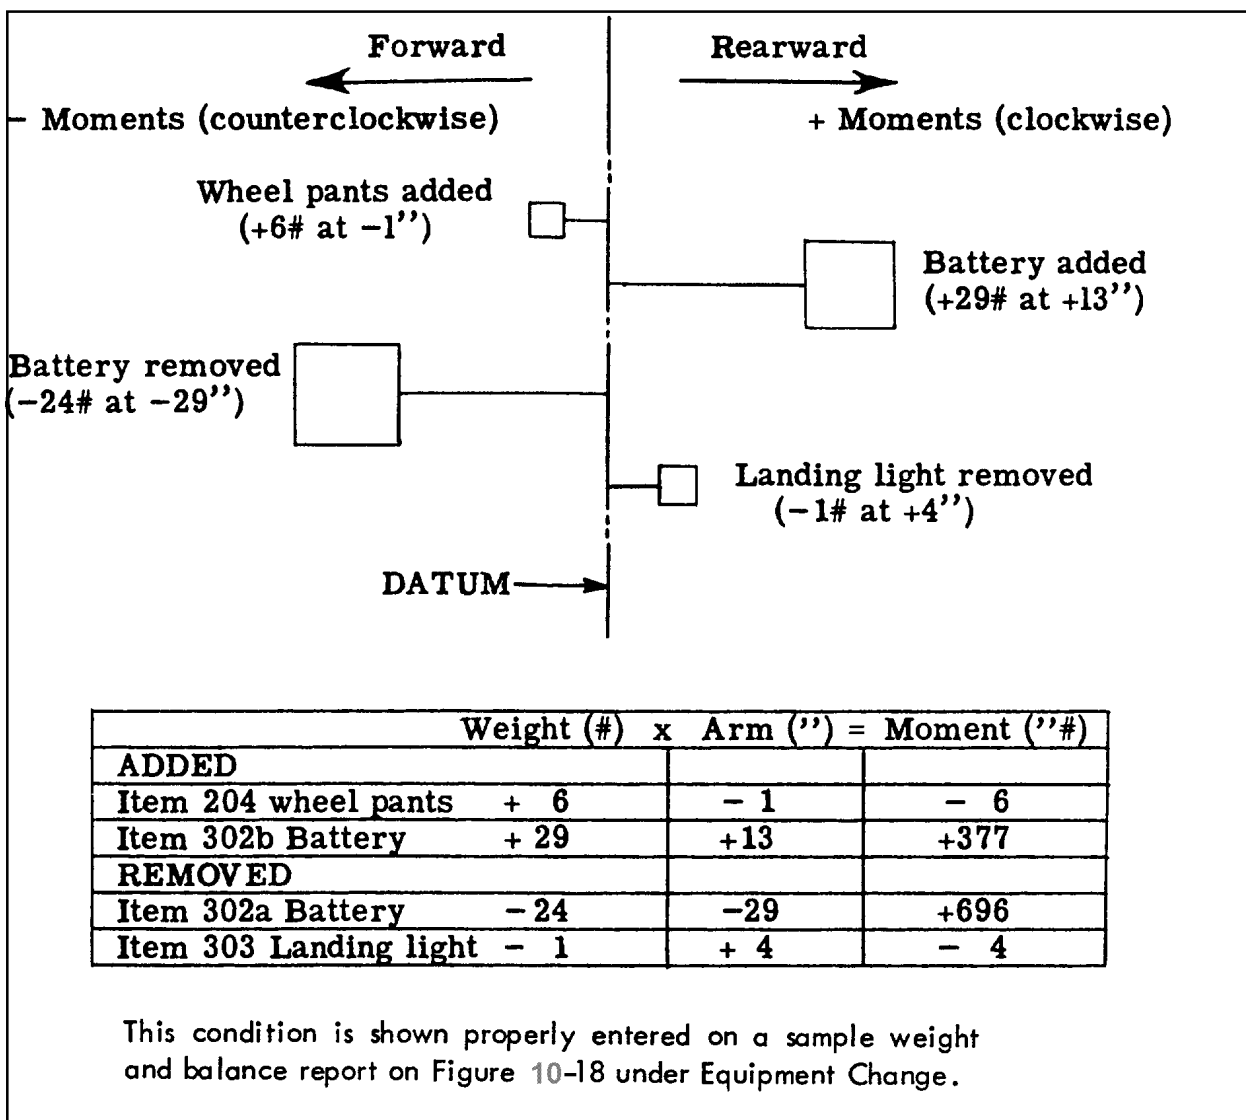 Forward
Rearward
− Moments (counterclockwise)
+ Moments (clockwise)
Wheel pants added
(+6# at −1’’)
Battery added
(+29# at +13’’)
Battery removed
(−24# at −29’’)
Landing light removed
(−1# at +4’’)
DATUM
Weight (#) x Arm (’’) = Moment (’’#)
ADDED
Item 204 wheel pants + 6 − 1 − 6
Item 302b Battery + 29 +13 +377
REMOVED
Item 302a Battery −24 −29 +696
Item 303 Landing light − 1 + 4 − 4
This condition is shown properly entered on a sample weight
and balance report on Figure 10-18 under Equipment Change.